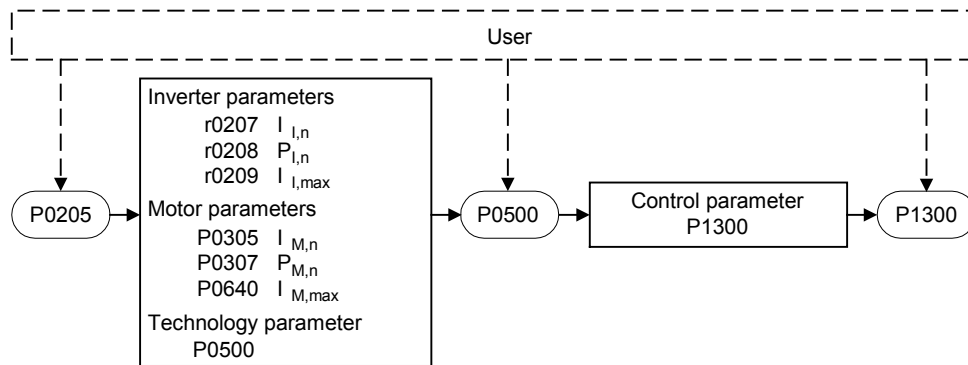 User
P0205
Inverter parameters
r0207 I I,n
r0208 P I,n
r0209 I I,max
Motor parameters
P0305 I M,n
P0307 P M,n
P0640 I M,max
Technology parameter
P0500
P0500
Control parameter
P1300
P1300